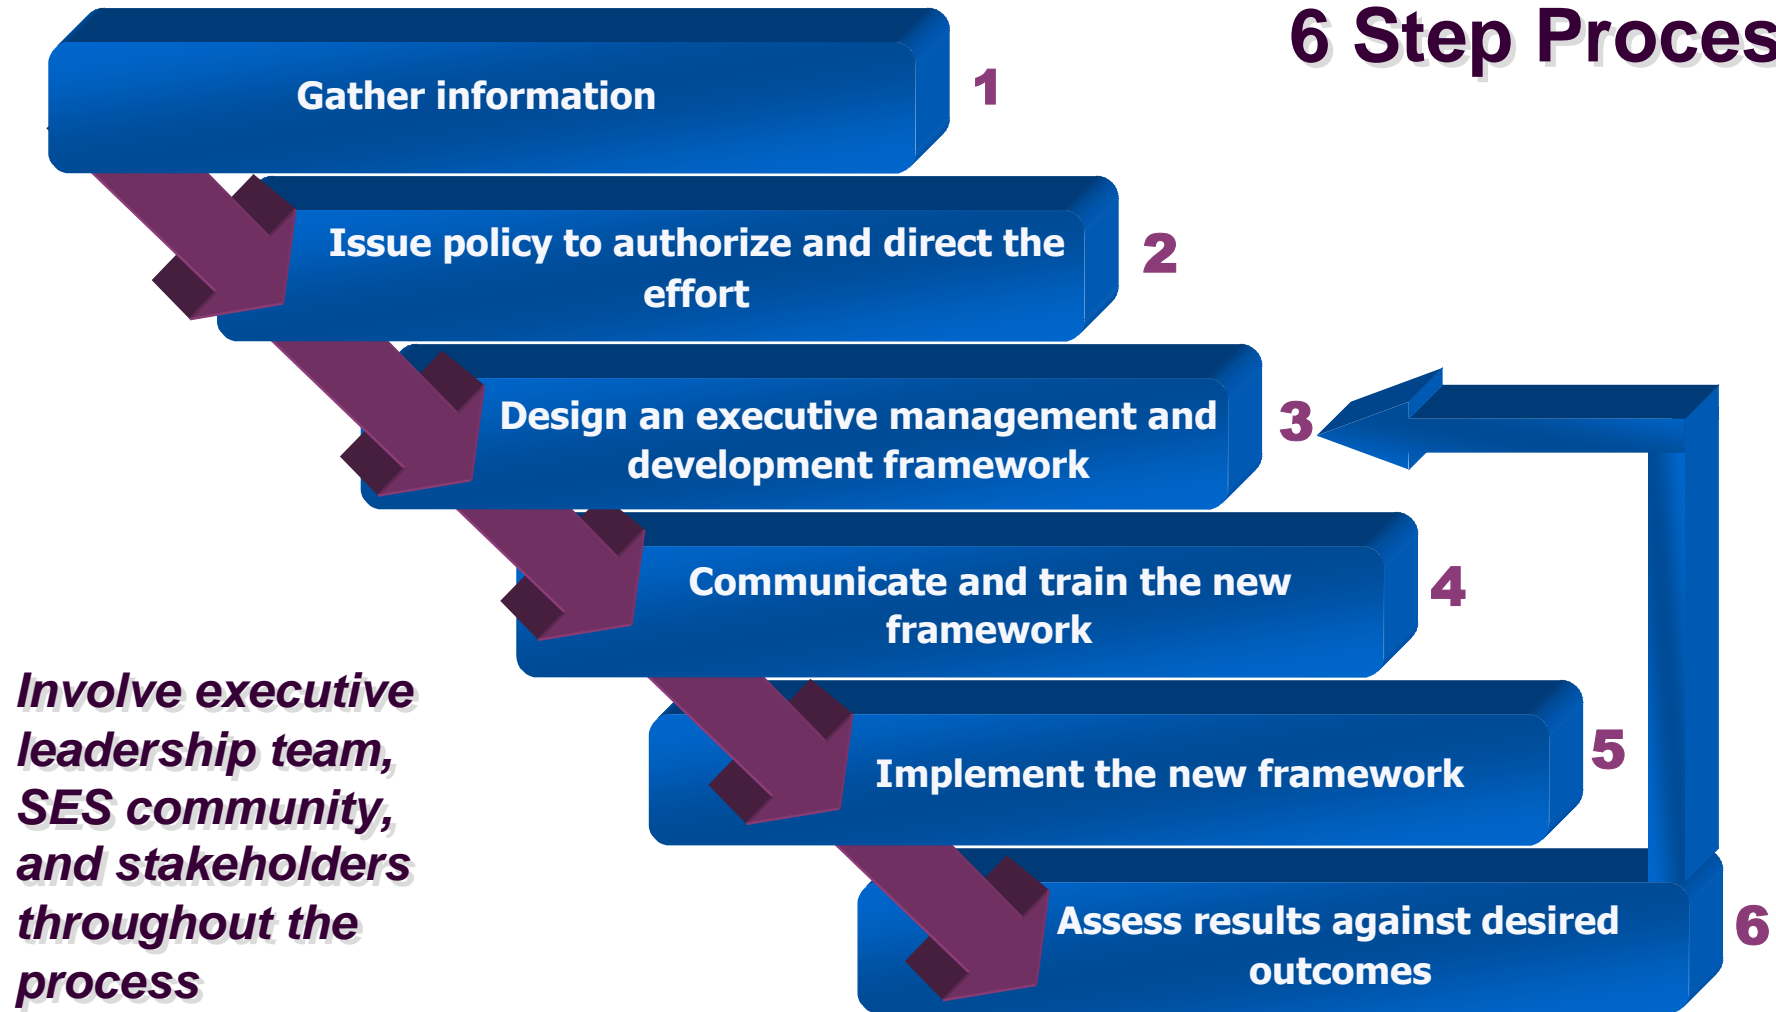 6 Step Proces
Gather information
1
Issue policy to authorize and direct the
effort
2
Design an executive management and
development framework
3
Communicate and train the new
framework
4
Implement the new framework
5
Assess results against desired
outcomes
6
Involve executive
leadership team,
SES community,
and stakeholders
throughout the
process